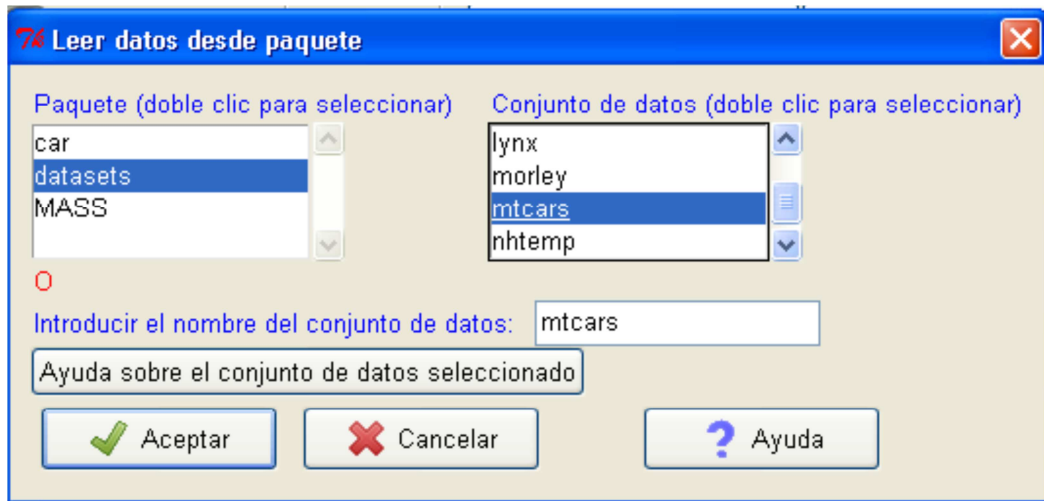 Leer datos desde paquete
Paquete (doble clic para seleccionar)
Conjunto de datos (doble clic para seleccionar)
car
datasets
MASS
lynx
morley
mtcars
nhtemp
O
Introducir el nombre del conjunto de datos: mtcars
Ayuda sobre el conjunto de datos seleccionado
Aceptar Cancelar ? Ayuda